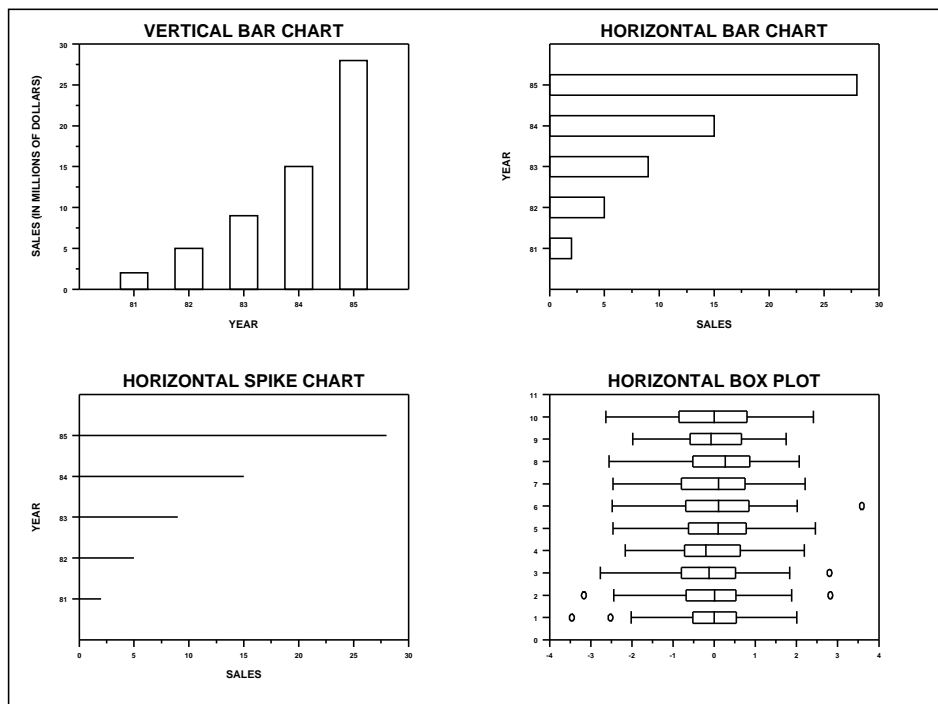 VERTICAL BAR CHART
SALES (IN MILLIONS OF DOLLARS)
30
25
20
15
10
5
0
81 82 83 84 85
YEAR
HORIZONTAL BAR CHART
YEAR
85
84
83
82
81
0 5 10 15 20 25 30
SALES
HORIZONTAL SPIKE CHART
YEAR
85
84
83
82
81
0 5 10 15 20 25 30
SALES
HORIZONTAL BOX PLOT
11
10
9
8
7
6
5
4
3
2
1
0
-4 -3 -2 -1 0 1 2 3 4